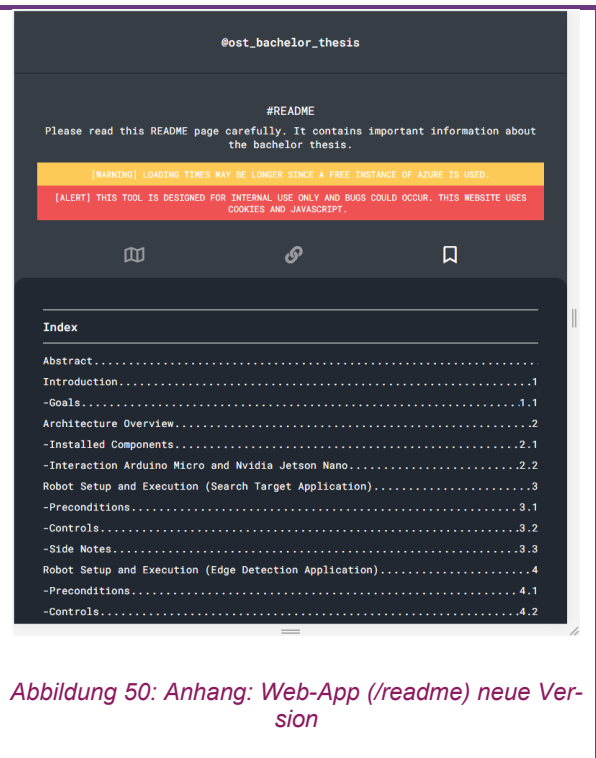 @ost_bachelor_thesis
#README
Please read this README page carefully. It contains important information about
the bachelor thesis.
[WARNING] LOADING TIMES MAY BE LONGER SINCE A FREE INSTANCE OF AZURE IS USED.
[ALERT] THIS TOOL IS DESIGNED FOR INTERNAL USE ONLY AND BUGS COULD OCCUR. THIS WEBSITE USES
COOKIES AND JAVASCRIPT.
Index
Abstract......................................................
Introduction..................................................1
-Goals......................................................1.1
Architecture Overview.........................................2
-Installed Components.......................................2.1
-Interaction Arduino Micro and Nvidia Jetson Nano...........2.2
Robot Setup and Execution (Search Target Application).........3
-Preconditions..............................................3.1
-Controls...................................................3.2
-Side Notes.................................................3.3
Robot Setup and Execution (Edge Detection Application)........4
-Preconditions..............................................4.1
-Controls...................................................4.2
Abbildung 50: Anhang: Web-App (/readme) neue Ver-
sion